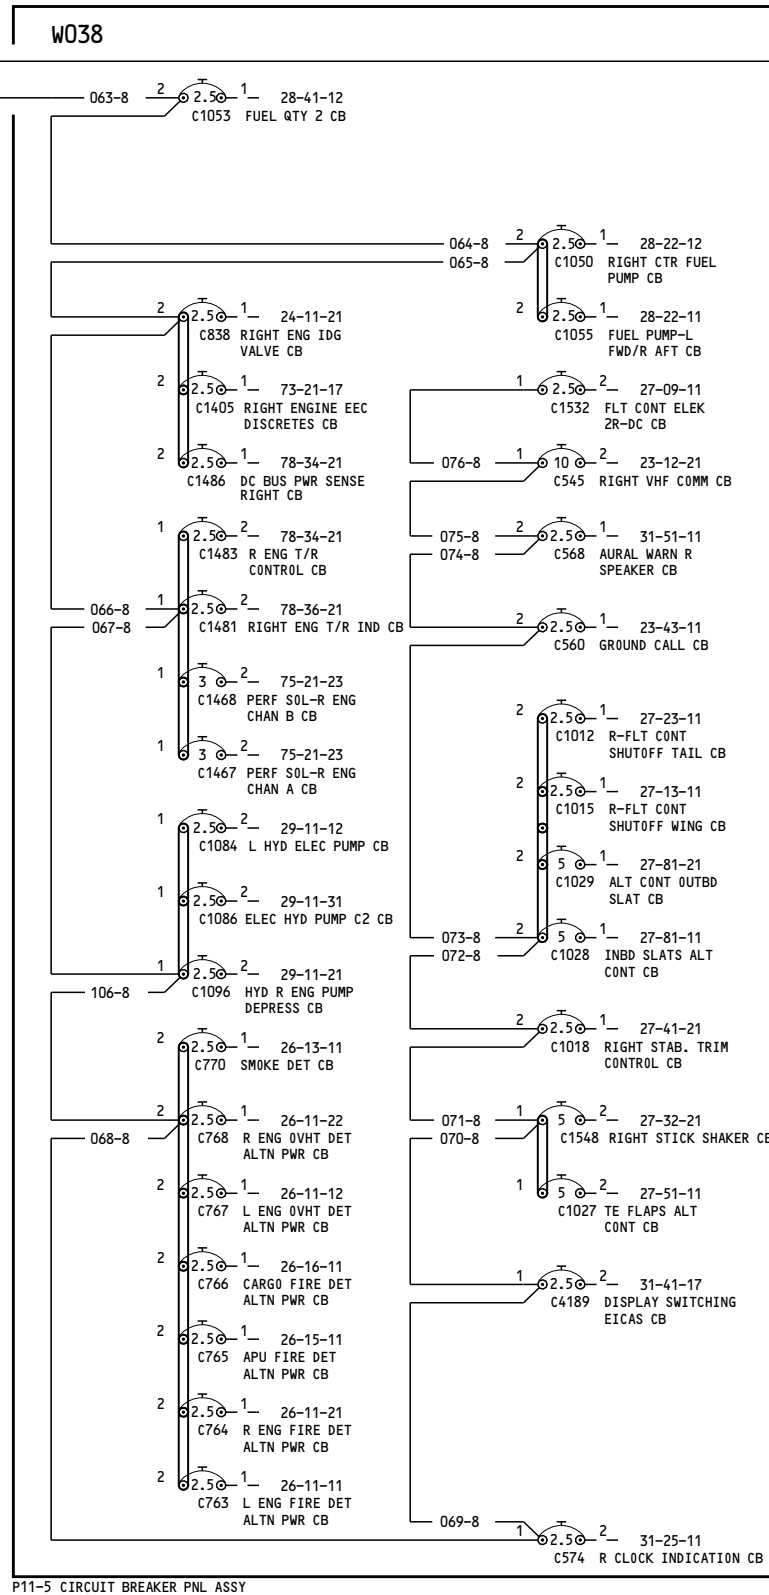 W038
063-8 2 2.5 1 28-41-12
C1053 FUEL QTY 2 CB
064-8 2 2.5 1 28-22-12
065-8 C1050 RIGHT CTR FUEL
PUMP CB
2 2.5 1 24-11-21
C838 RIGHT ENG IDG
VALVE CB
2 2.5 1 28-22-11
C1055 FUEL PUMP-L
FWD/R AFT CB
2 2.5 1 73-21-17
C1405 RIGHT ENGINE EEC
DISCRETES CB
1 2.5 2 27-09-11
C1532 FLT CONT ELEK
2R-DC CB
2 2.5 1 78-34-21
C1486 DC BUS PWR SENSE
RIGHT CB
076-8 1 10 2 23-12-21
C545 RIGHT VHF COMM CB
1 2.5 2 78-34-21
C1483 R ENG T/R
CONTROL CB
075-8 2 2.5 1 31-51-11
074-8 C568 AURAL WARN R
SPEAKER CB
066-8 1 2.5 2 78-36-21
067-8 C1481 RIGHT ENG T/R IND CB
2 2.5 1 23-43-11
C560 GROUND CALL CB
1 3 2 75-21-23
C1468 PERF SOL-R ENG
CHAN B CB
2 2.5 1 27-23-11
C1012 R-FLT CONT
SHUTOFF TAIL CB
1 3 2 75-21-23
C1467 PERF SOL-R ENG
CHAN A CB
2 2.5 1 27-13-11
C1015 R-FLT CONT
SHUTOFF WING CB
1 2.5 2 29-11-12
C1084 L HYD ELEC PUMP CB
2 5 1 27-81-21
C1029 ALT CONT OUTBD
SLAT CB
1 2.5 2 29-11-31
C1086 ELEC HYD PUMP C2 CB
073-8 2 5 1 27-81-11
072-8 C1028 INBD SLATS ALT
CONT CB
1 2.5 2 29-11-21
106-8 C1096 HYD R ENG PUMP
DEPRESS CB
2 2.5 1 27-41-21
C1018 RIGHT STAB. TRIM
CONTROL CB
2 2.5 1 26-13-11
C770 SMOKE DET CB
071-8 1 5 2 27-32-21
070-8 C1548 RIGHT STICK SHAKER CB
2 2.5 1 26-11-22
068-8 C768 R ENG OVHT DET
ALTN PWR CB
1 5 2 27-51-11
C1027 TE FLAPS ALT
CONT CB
2 2.5 1 26-11-12
C767 L ENG OVHT DET
ALTN PWR CB
2 2.5 1 26-16-11
C766 CARGO FIRE DET
ALTN PWR CB
1 2.5 2 31-41-17
C4189 DISPLAY SWITCHING
EICAS CB
2 2.5 1 26-15-11
C765 APU FIRE DET
ALTN PWR CB
2 2.5 1 26-11-21
C764 R ENG FIRE DET
ALTN PWR CB
2 2.5 1 26-11-11
C763 L ENG FIRE DET
ALTN PWR CB
069-8 1 2.5 2 31-25-11
C574 R CLOCK INDICATION CB
P11-5 CIRCUIT BREAKER PNL ASSY